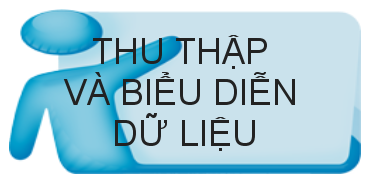 THU THẬP
VÀ BIỂU DIỄN
DỮ LIỆU